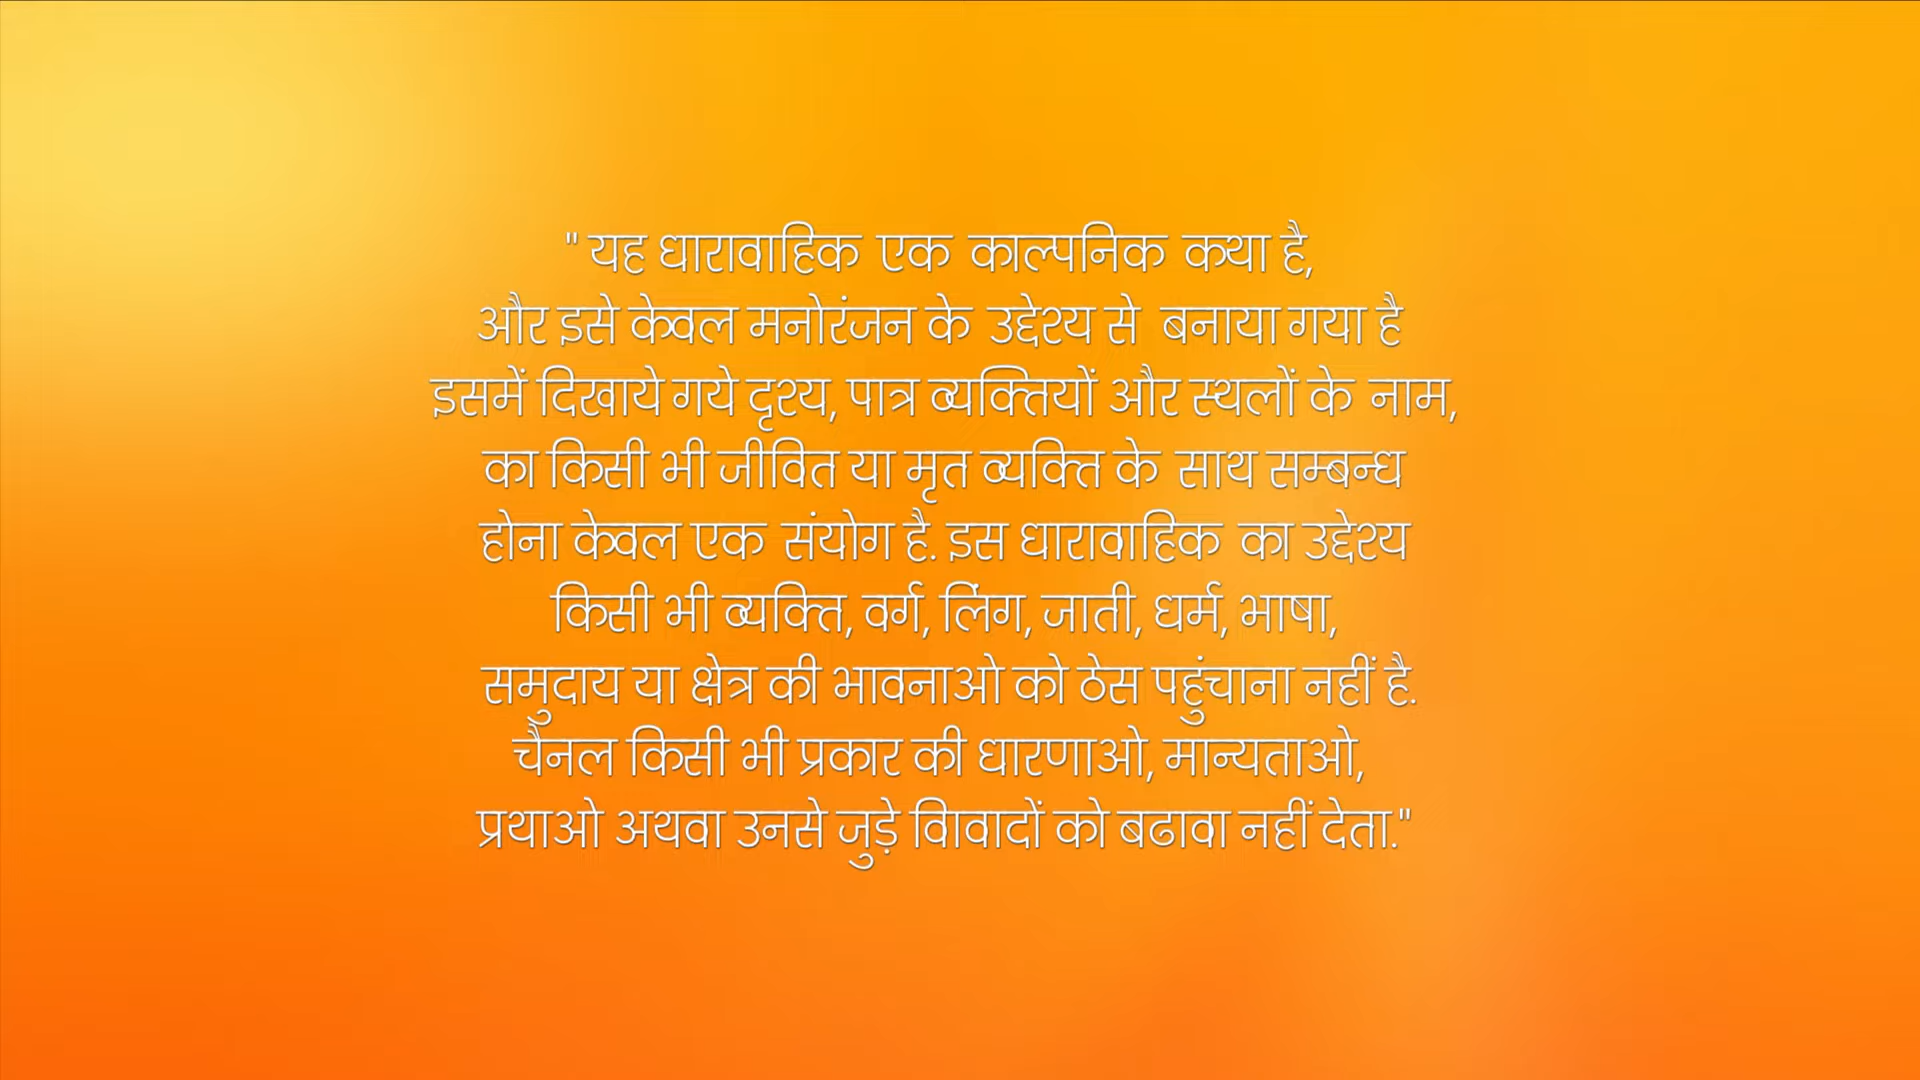 " यह धारावाहिक एक काल्पनिक कथा है,
और इसे केवल मनोरंजन के उद्देश्य से बनाया गया है
इसमें दिखाये गये दृश्य, पात्र व्यक्तियों और स्थलों के नाम,
का किसी भी जीवित या मृत व्यक्ति के साथ सम्बन्ध
होना केवल एक संयोग है. इस धारावाहिक का उद्देश्य
किसी भी व्यक्ति, वर्ग, लिंग, जाती, धर्म, भाषा,
समुदाय या क्षेत्र की भावनाओ को ठेस पहुंचाना नहीं है.
चैनल किसी भी प्रकार की धारणाओ, मान्यताओ,
प्रथाओ अथवा उनसे जुड़े विावादों को बढावा नहीं देता."